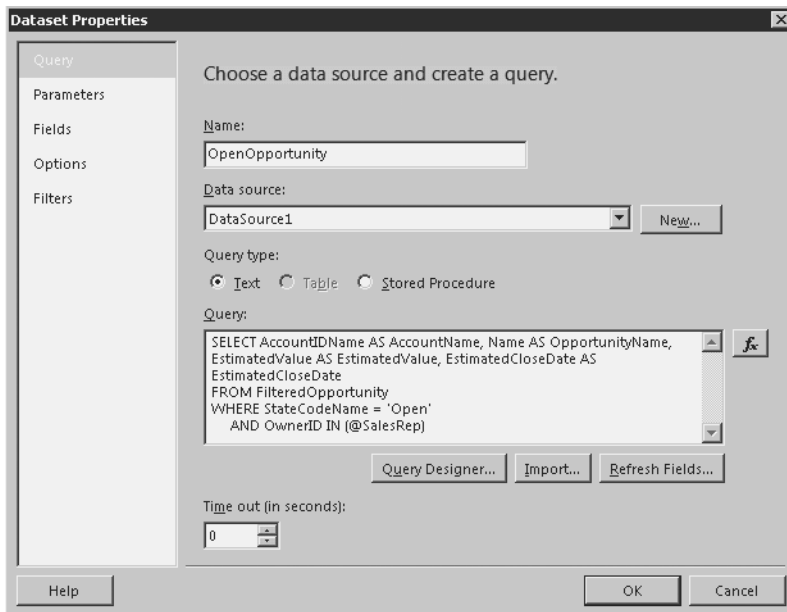 Dataset Properties
Query
Parameters
Fields
Options
Filters
Choose a data source and create a query.
Name:
OpenOpportunity
Data source:
DataSource1
New...
Query type:
Text Table Stored Procedure
Query:
SELECT AccountIDName AS AccountName, Name AS OpportunityName,
EstimatedValue AS EstimatedValue, EstimatedCloseDate AS
EstimatedCloseDate
FROM FilteredOpportunity
WHERE StateCodeName = 'Open'
AND OwnerID IN (@SalesRep)
fx
Query Designer... Import... Refresh Fields...
Time out (in seconds):
0
Help OK Cancel